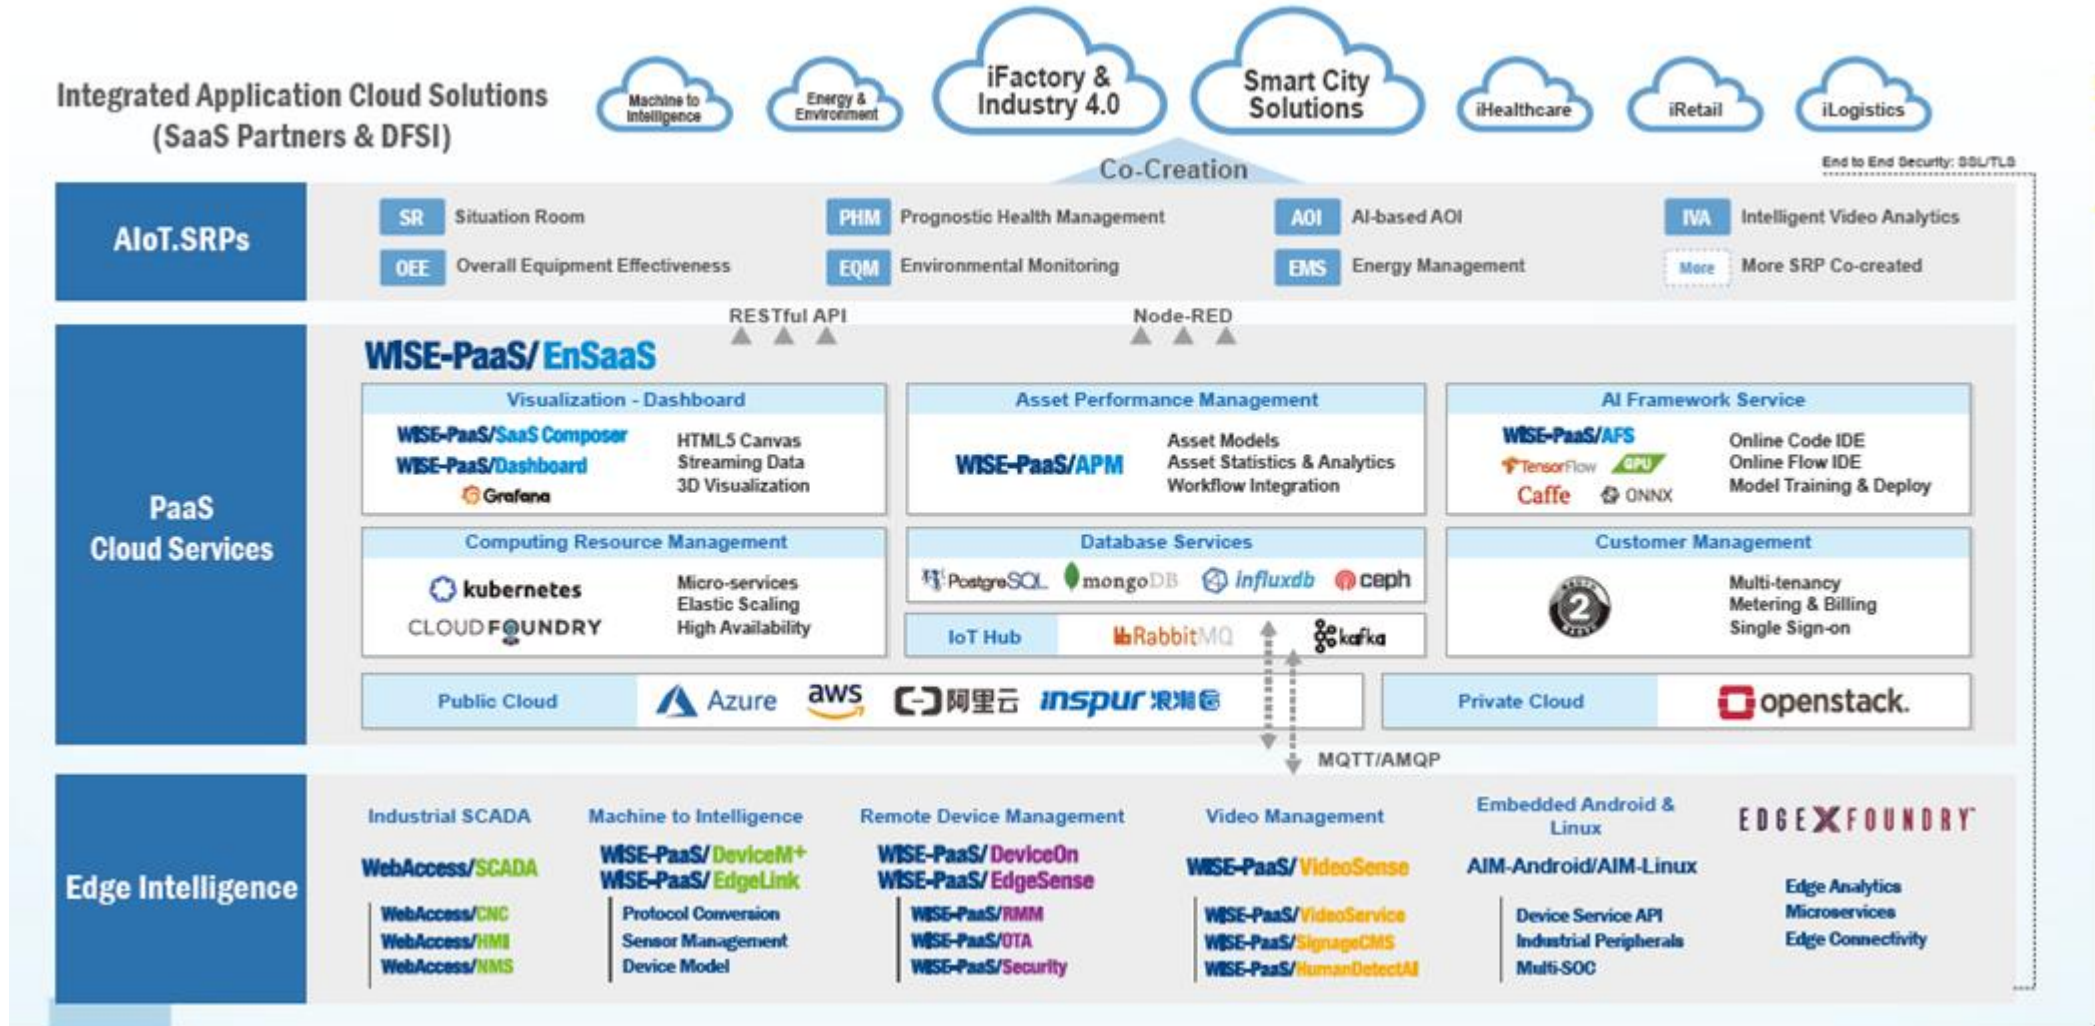 Integrated Application Cloud Solutions
(SaaS Partners & DFSI)
Machine to
Intelligence
Energy &
Environment
iFactory &
Industry 4.0
Smart City
Solutions
iHealthcare
iRetail
iLogistics
Co-Creation
End to End Security: SSL/TLS
AIoT.SRPs
SR Situation Room
PHM Prognostic Health Management
AOI AI-based AOI
IVA Intelligent Video Analytics
OEE Overall Equipment Effectiveness
EQM Environmental Monitoring
EMS Energy Management
More More SRP Co-created
RESTful API
Node-RED
PaaS
Cloud Services
WISE-PaaS/EnSaaS
Visualization - Dashboard
WISE-PaaS/SaaS Composer
WISE-PaaS/Dashboard
Grafana
HTML5 Canvas
Streaming Data
3D Visualization
Asset Performance Management
WISE-PaaS/APM
Asset Models
Asset Statistics & Analytics
Workflow Integration
AI Framework Service
WISE-PaaS/AFS
TensorFlow GPU
Caffe ONNX
Online Code IDE
Online Flow IDE
Model Training & Deploy
Computing Resource Management
kubernetes
CLOUD FOUNDRY
Micro-services
Elastic Scaling
High Availability
Database Services
PostgreSQL mongoDB influxdb ceph
IoT Hub RabbitMQ kafka
Customer Management
2
Multi-tenancy
Metering & Billing
Single Sign-on
Public Cloud Azure aws 阿里云 inspur 浪潮云
Private Cloud openstack.
MQTT/AMQP
Edge Intelligence
Industrial SCADA
WebAccess/SCADA
WebAccess/CNC
WebAccess/HMI
WebAccess/NMS
Machine to Intelligence
WISE-PaaS/DeviceM+
WISE-PaaS/EdgeLink
Protocol Conversion
Sensor Management
Device Model
Remote Device Management
WISE-PaaS/DeviceOn
WISE-PaaS/EdgeSense
WISE-PaaS/RMM
WISE-PaaS/OTA
WISE-PaaS/Security
Video Management
WISE-PaaS/VideoSense
WISE-PaaS/VideoService
WISE-PaaS/SignageCMS
WISE-PaaS/HumanDetectAI
Embedded Android &
Linux
AIM-Android/AIM-Linux
Device Service API
Industrial Peripherals
Multi-SOC
EDGE X FOUNDRY
Edge Analytics
Microservices
Edge Connectivity